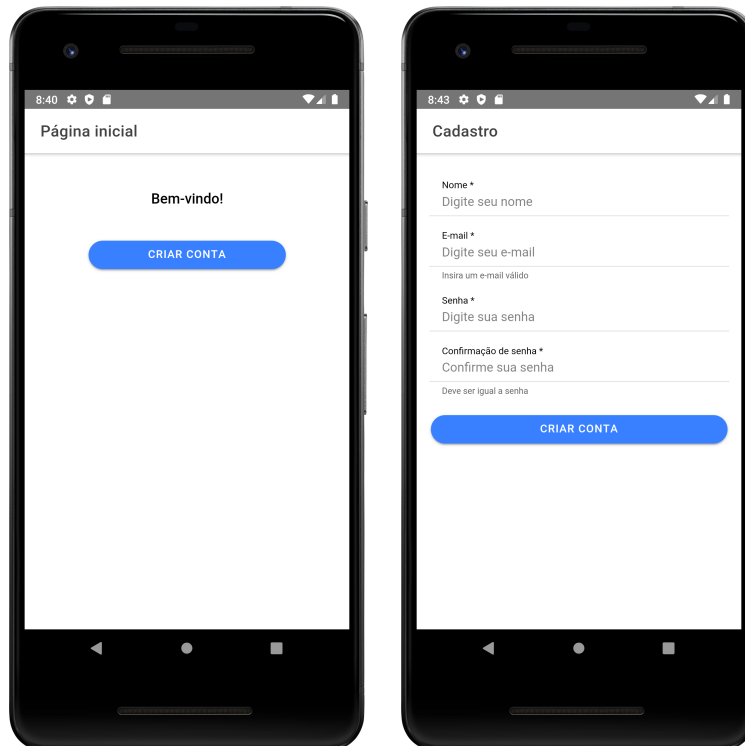 8:40
Página inicial
Bem-vindo!
CRIAR CONTA
8:43
Cadastro
Nome *
Digite seu nome
E-mail *
Digite seu e-mail
Insira um e-mail válido
Senha *
Digite sua senha
Confirmação de senha *
Confirme sua senha
Deve ser igual a senha
CRIAR CONTA